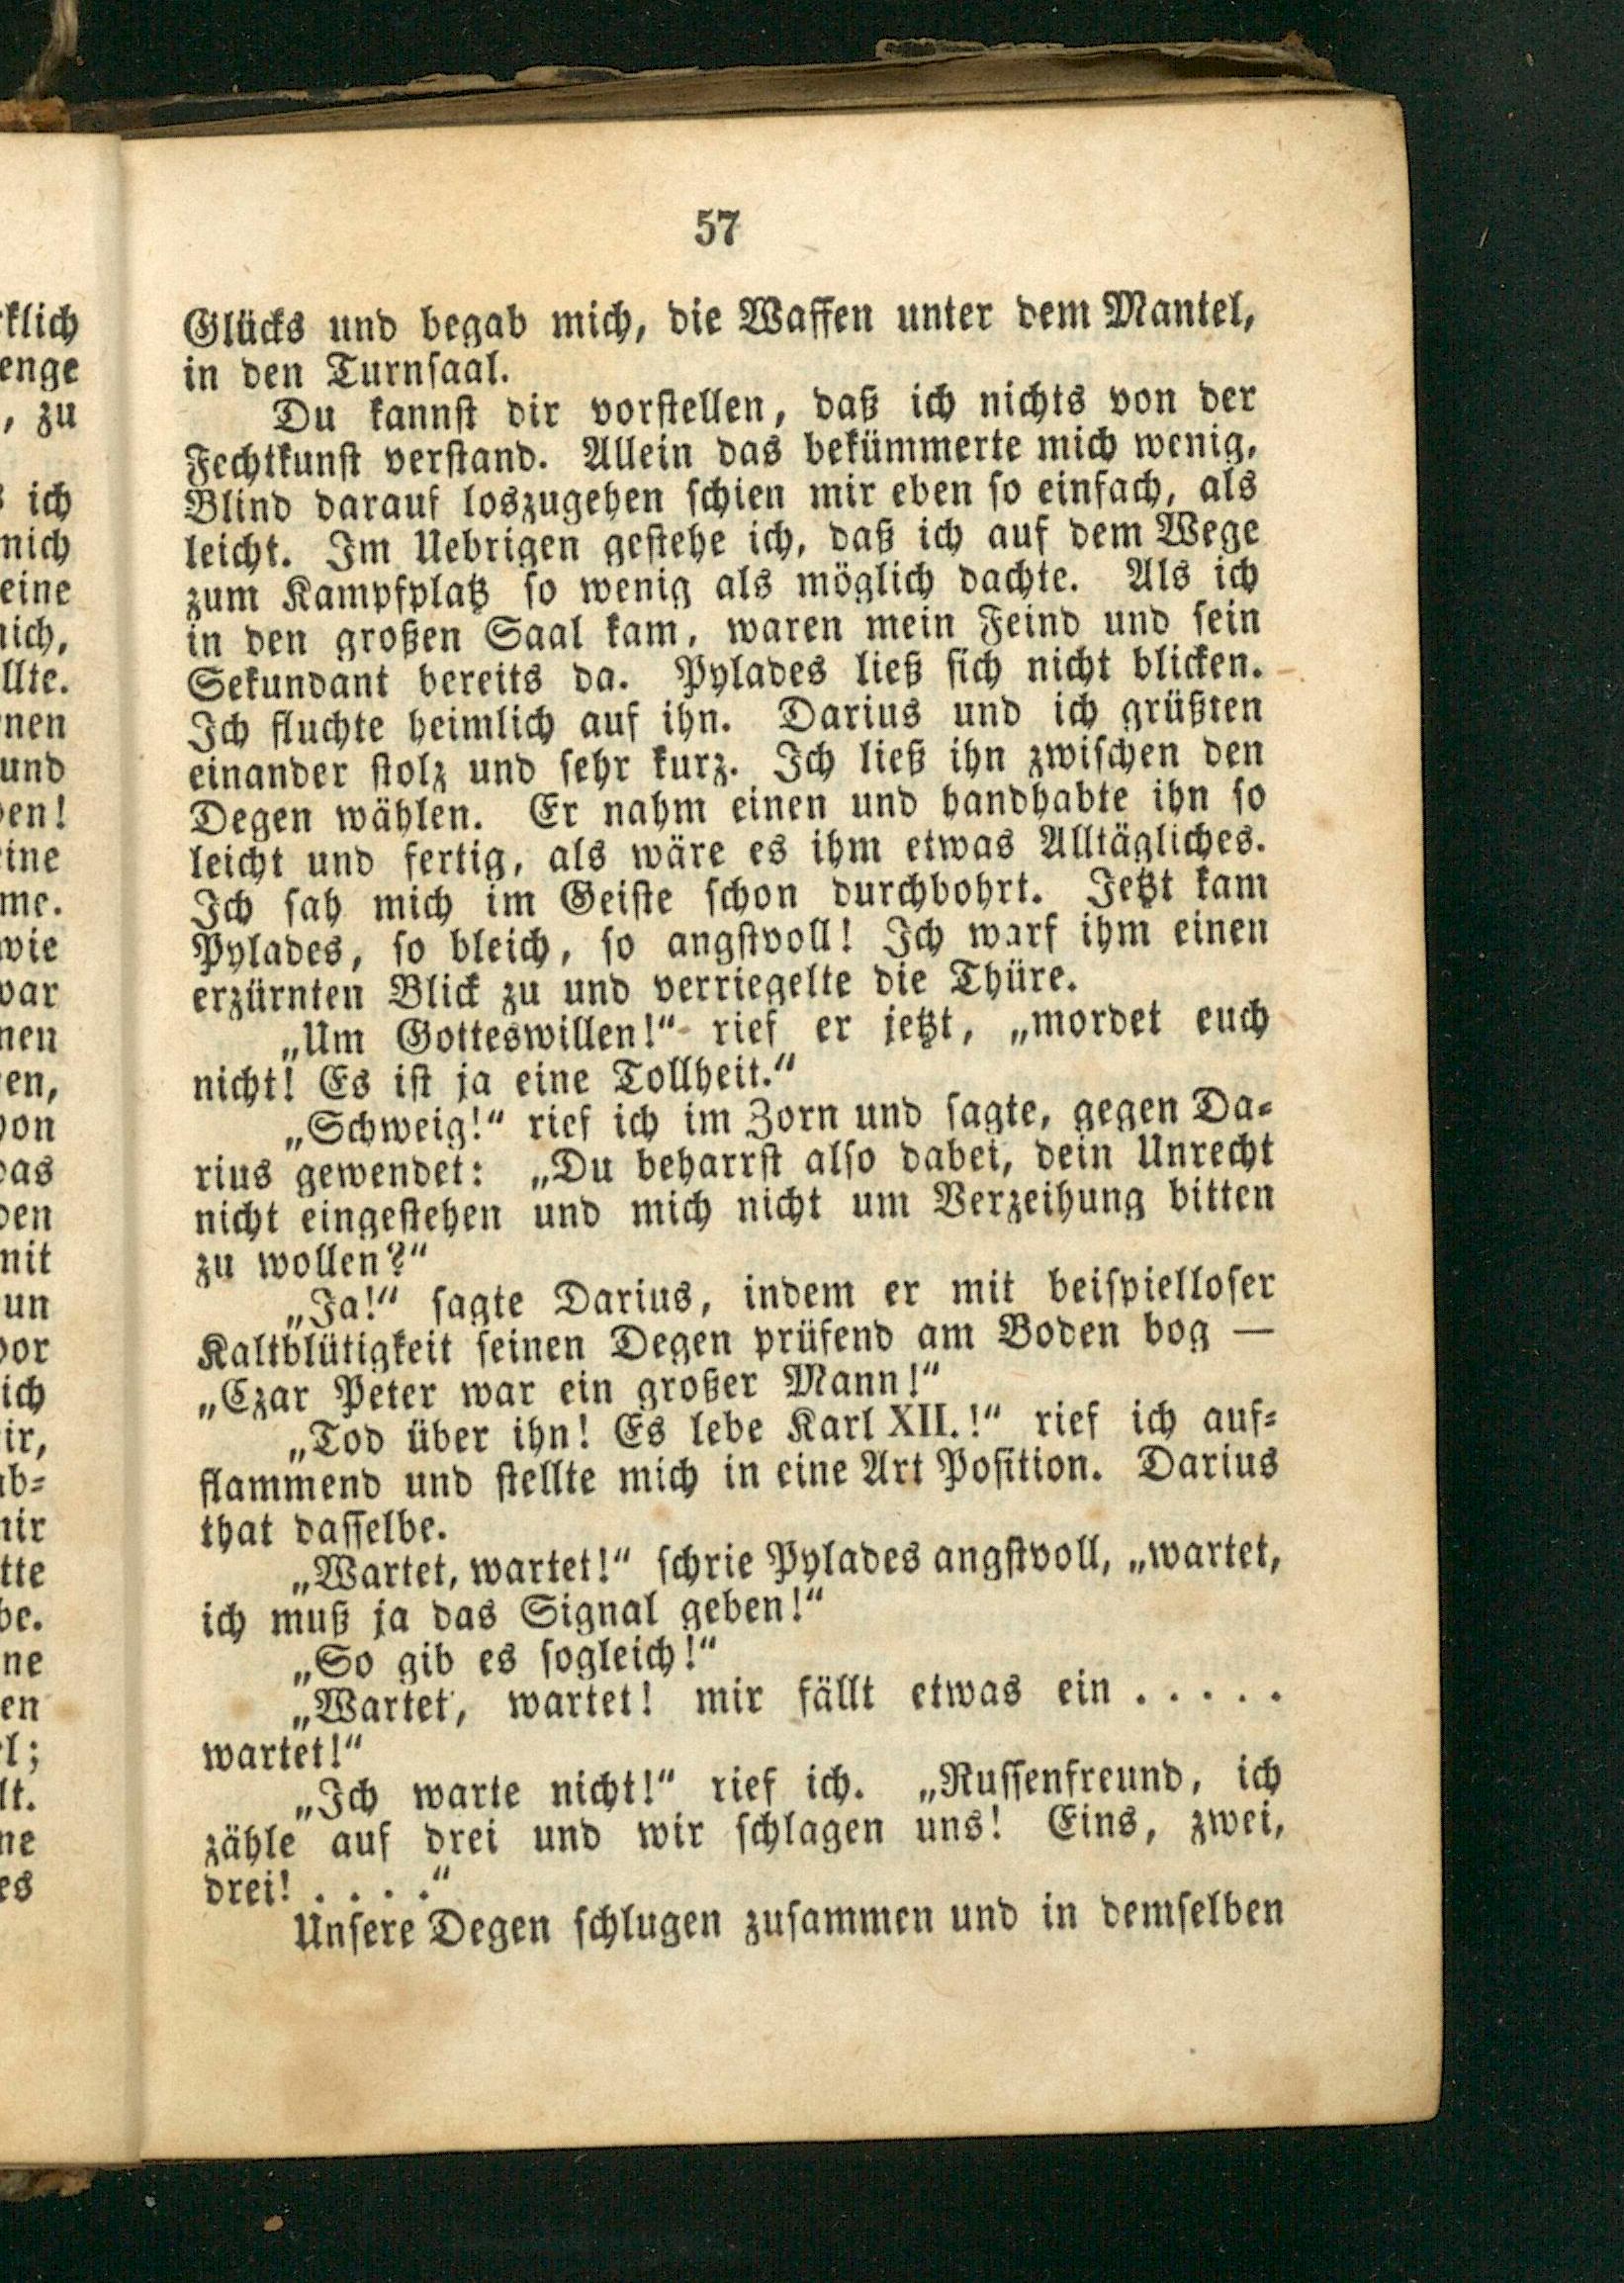 57
Glücks und begab mich, die Waffen unter dem Mantel,
in den Turnsaal.
Du kannst dir vorstellen, daß ich nichts von der
Fechtkunst verstand. Allein das bekümmerte mich wenig,
Blind darauf loszugehen schien mir eben so einfach, als
leicht. Im Uebrigen gestehe ich, daß ich auf dem Wege
zum Kampfplatz so wenig als möglich dachte. Als ich
in den großen Saal kam, waren mein Feind und sein
Sekundant bereits da. Pylades ließ sich nicht blicken.
Ich fluchte heimlich auf ihn. Darius und ich grüßten
einander stolz und sehr kurz. Ich ließ ihn zwischen den
Degen wählen. Er nahm einen und handhabte ihn so
leicht und fertig, als wäre es ihm etwas Alltägliches.
Ich sah mich im Geiste schon durchbohrt. Jetzt kam
Pylades, so bleich, so angstvoll! Ich warf ihm einen
erzürnten Blick zu und verriegelte die Thüre.
„Um Gotteswillen!“ rief er jetzt, „mordet euch
nicht! Es ist ja eine Tollheit.“
„Schweig!“ rief ich im Zorn und sagte, gegen Da-
rius gewendet: „Du beharrst also dabei, dein Unrecht
nicht eingestehen und mich nicht um Verzeihung bitten
zu wollen?“
„Ja!“ sagte Darius, indem er mit beispielloser
Kaltblütigkeit seinen Degen prüfend am Boden bog —
„Czar Peter war ein großer Mann!“
„Tod über ihn! Es lebe Karl XII.!“ rief ich auf-
flammend und stellte mich in eine Art Position. Darius
that dasselbe.
„Wartet, wartet!“ schrie Pylades angstvoll, „wartet,
ich muß ja das Signal geben!“
„So gib es sogleich!“
„Wartet, wartet! mir fällt etwas ein . . . . .
wartet!“
„Ich warte nicht!“ rief ich. „Russenfreund, ich
zähle auf drei und wir schlagen uns! Eins, zwei,
drei! . . . .“
Unsere Degen schlugen zusammen und in demselben